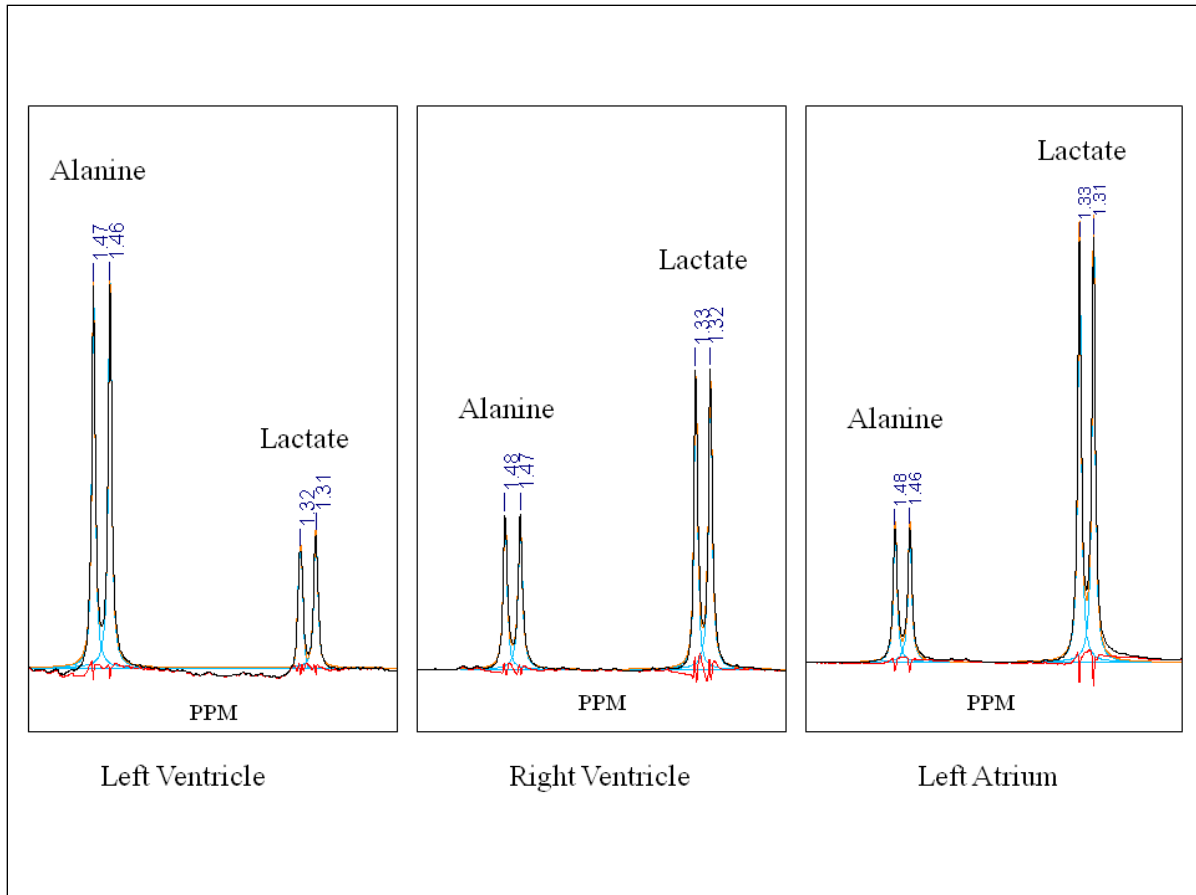 Alanine
1.47
1.46
Lactate
1.32
1.31
PPM
Left Ventricle
Alanine
1.48
1.47
Lactate
1.33
1.32
PPM
Right Ventricle
Alanine
1.48
1.46
Lactate
1.33
1.31
PPM
Left Atrium